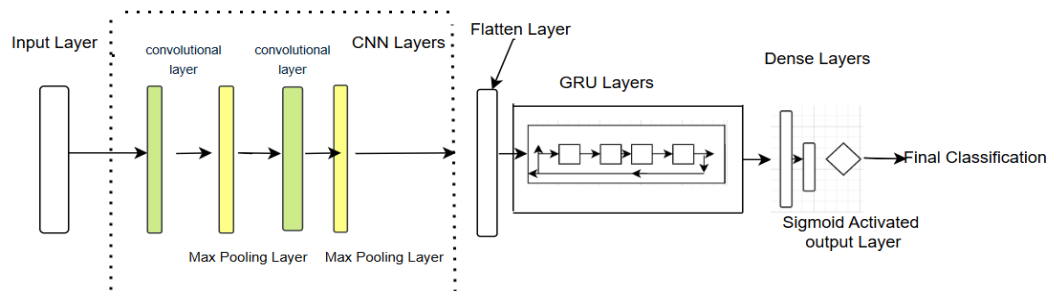 Input Layer
convolutional
layer
convolutional
layer
CNN Layers
Flatten Layer
GRU Layers
Dense Layers
Final Classification
Sigmoid Activated
output Layer
Max Pooling Layer
Max Pooling Layer